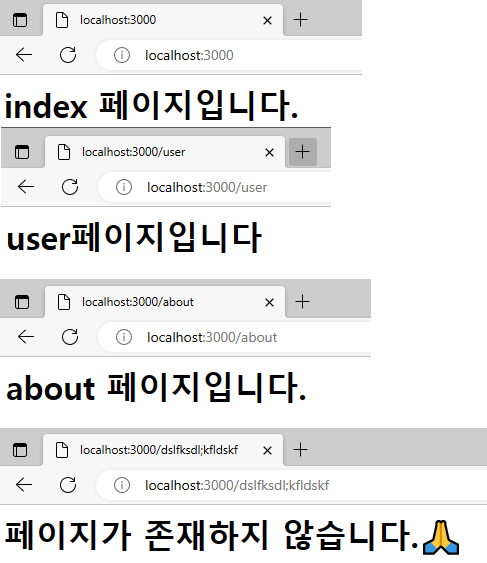 localhost:3000
localhost:3000
index 페이지입니다.
localhost:3000/user
localhost:3000/user
user페이지입니다
localhost:3000/about
localhost:3000/about
about 페이지입니다.
localhost:3000/dslfksdl;kfldskf
localhost:3000/dslfksdl;kfldskf
페이지가 존재하지 않습니다.🙏